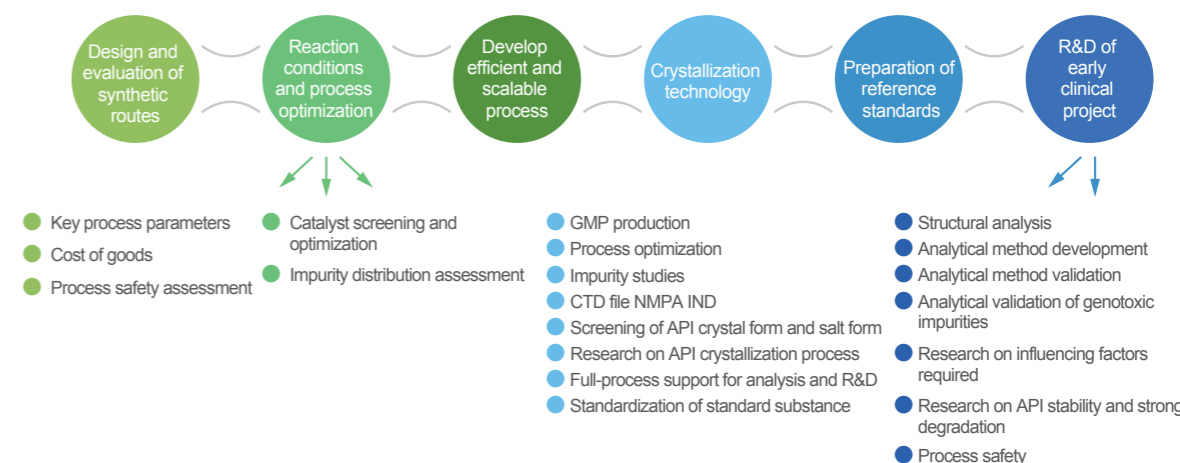 Design and
evaluation of
synthetic
routes
Reaction
conditions
and process
optimization
Develop
efficient and
scalable
process
Crystallization
technology
Preparation of
reference
standards
R&D of
early
clinical
project
Key process parameters
Cost of goods
Process safety assessment
Catalyst screening and
optimization
Impurity distribution assessment
GMP production
Process optimization
Impurity studies
CTD file NMPA IND
Screening of API crystal form and salt form
Research on API crystallization process
Full-process support for analysis and R&D
Standardization of standard substance
Structural analysis
Analytical method development
Analytical method validation
Analytical validation of genotoxic
impurities
Research on influencing factors
required
Research on API stability and strong
degradation
Process safety